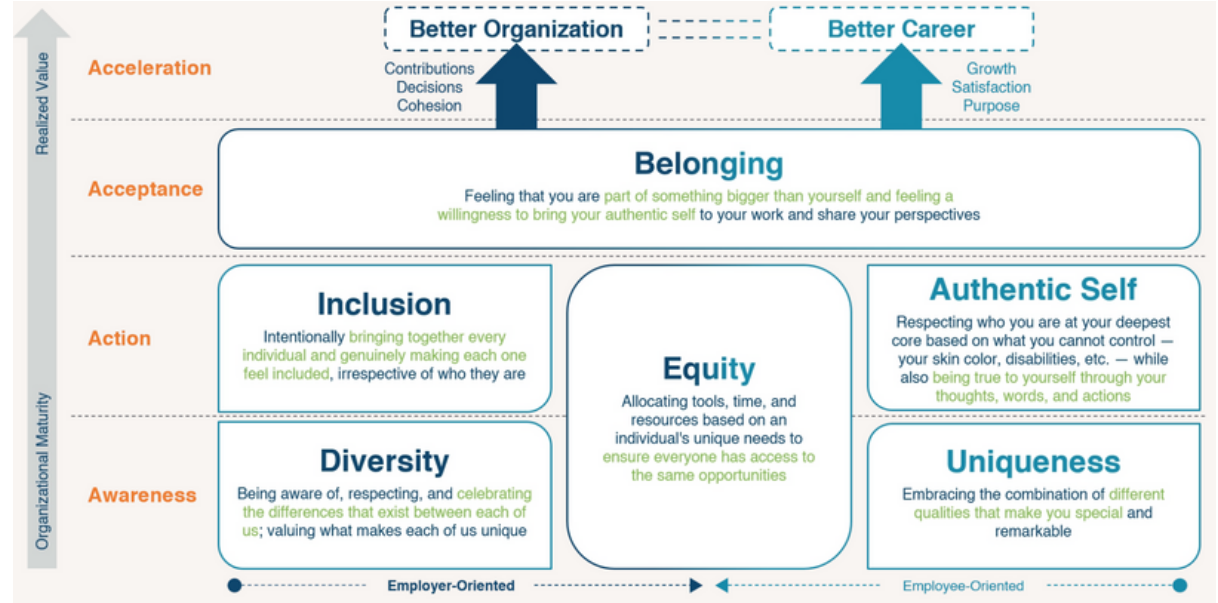 Better Organization
Better Career
Realized Value
Acceleration
Contributions
Decisions
Cohesion
Growth
Satisfaction
Purpose
Acceptance
Belonging
Feeling that you are part of something bigger than yourself and feeling a
willingness to bring your authentic self to your work and share your perspectives
Action
Inclusion
Intentionally bringing together every
individual and genuinely making each one
feel included, irrespective of who they are
Equity
Allocating tools, time, and
resources based on an
individual's unique needs to
ensure everyone has access to
the same opportunities
Authentic Self
Respecting who you are at your deepest
core based on what you cannot control —
your skin color, disabilities, etc. — while
also being true to yourself through your
thoughts, words, and actions
Organizational Maturity
Awareness
Diversity
Being aware of, respecting, and celebrating
the differences that exist between each of
us; valuing what makes each of us unique
Uniqueness
Embracing the combination of different
qualities that make you special and
remarkable
Employer-Oriented
Employee-Oriented